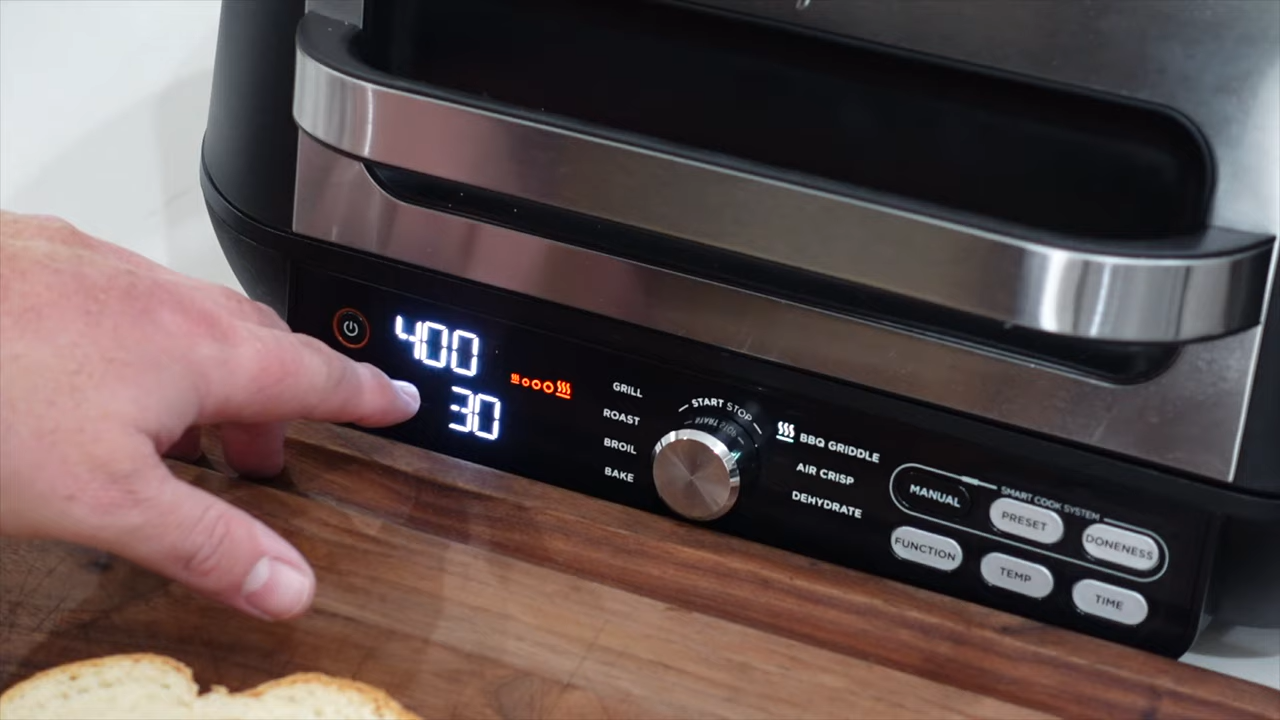 400
30
GRILL
ROAST
BROIL
BAKE
START STOP
BBQ GRIDDLE
AIR CRISP
DEHYDRATE
MANUAL
SMART COOK SYSTEM
PRESET
DONENESS
FUNCTION
TEMP
TIME